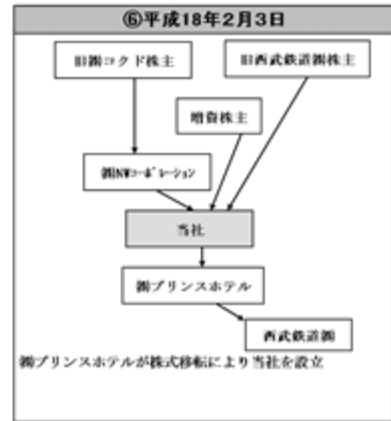 ⑥平成18年2月3日
旧㈱コクド株主
旧西武鉄道㈱株主
増資株主
㈱NWコーポレーション
当社
㈱プリンスホテル
西武鉄道㈱
㈱プリンスホテルが株式移転により当社を設立